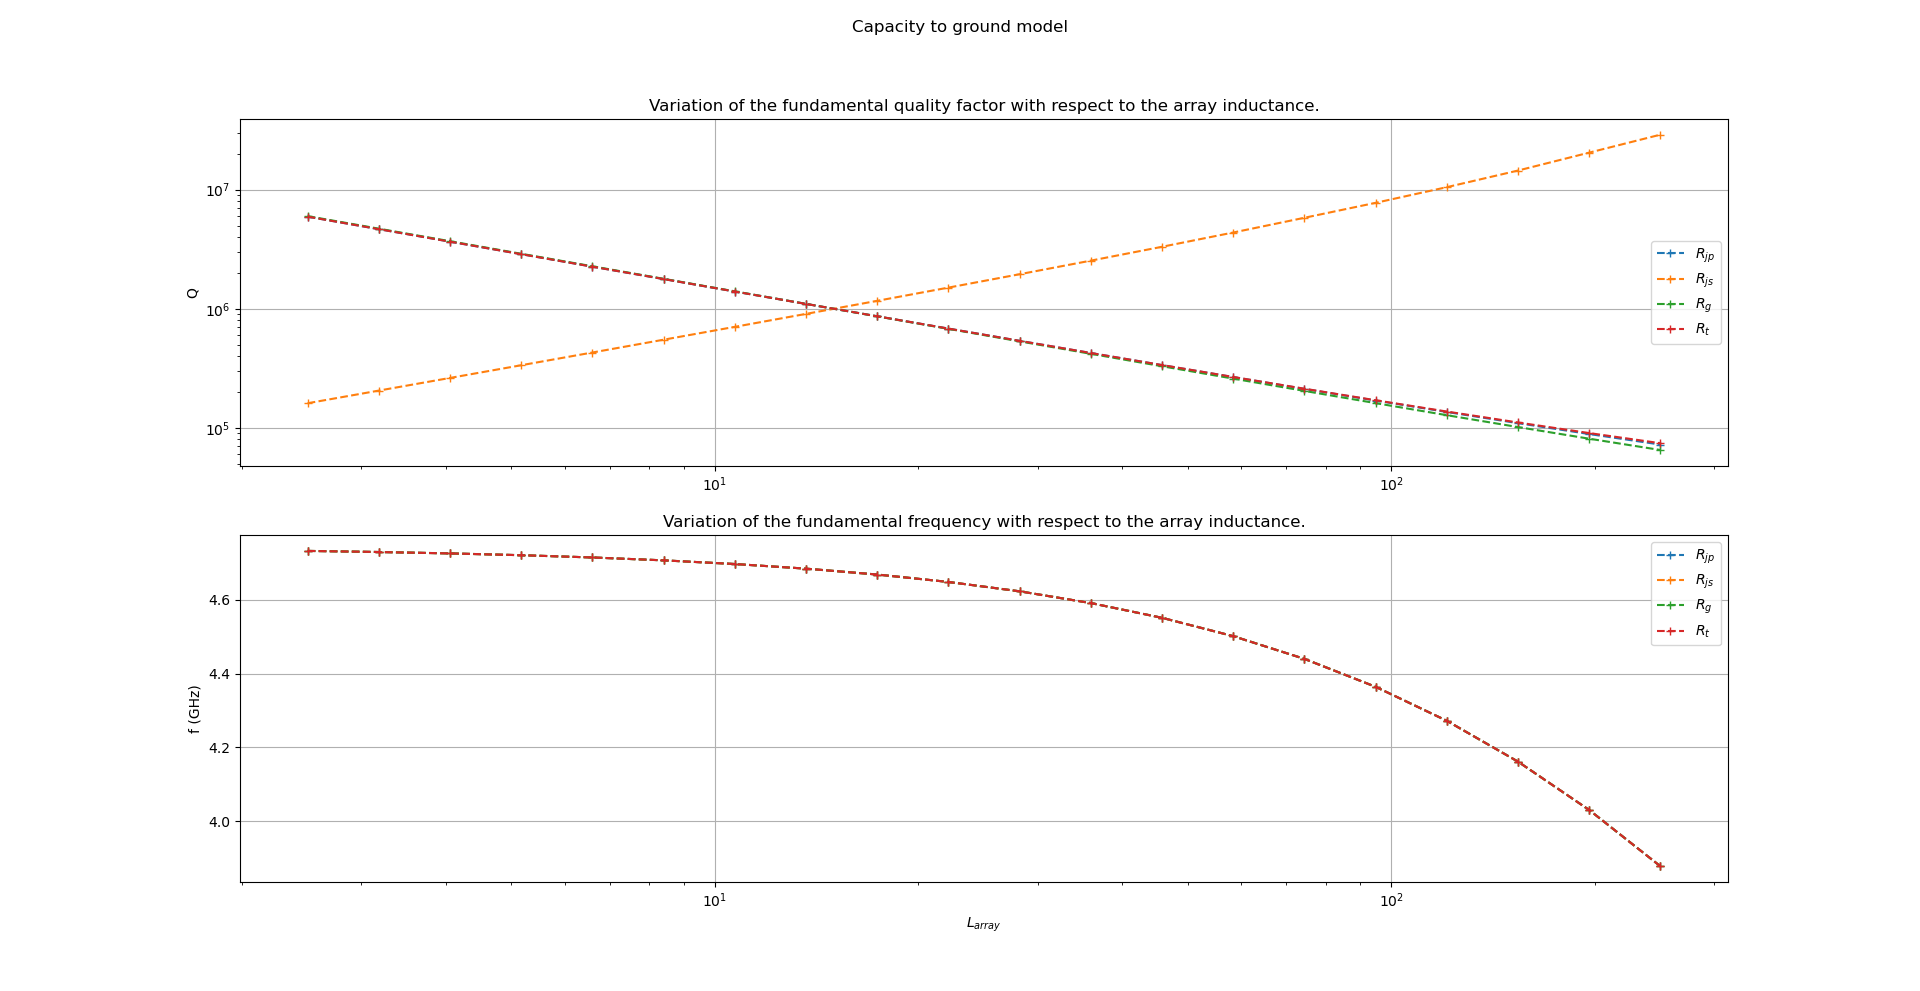 Capacity to ground model
Variation of the fundamental quality factor with respect to the array inductance.
Q
10^7
10^6
10^5
R_jp
R_js
R_g
R_t
10^1
10^2
Variation of the fundamental frequency with respect to the array inductance.
f (GHz)
4.6
4.4
4.2
4.0
R_jp
R_js
R_g
R_t
10^1
10^2
L_array